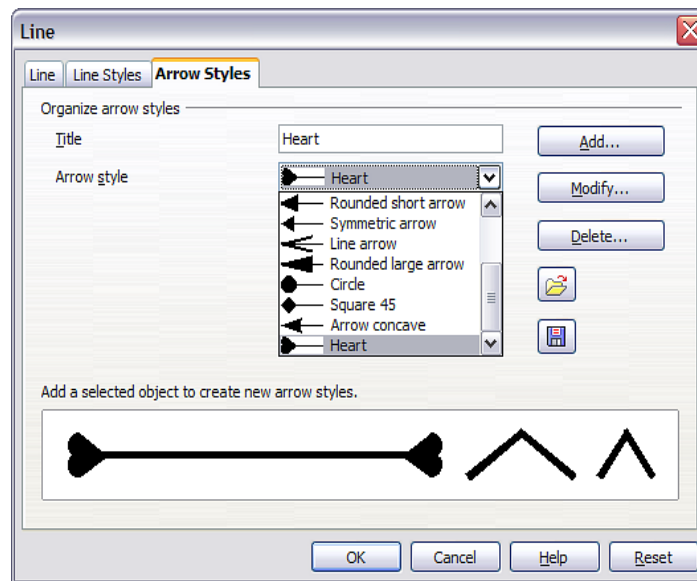 Line
Line Line Styles Arrow Styles
Organize arrow styles
Title Heart Add...
Arrow style Heart Modify...
Rounded short arrow
Symmetric arrow
Line arrow Delete...
Rounded large arrow
Circle
Square 45
Arrow concave
Heart
Add a selected object to create new arrow styles.
OK Cancel Help Reset